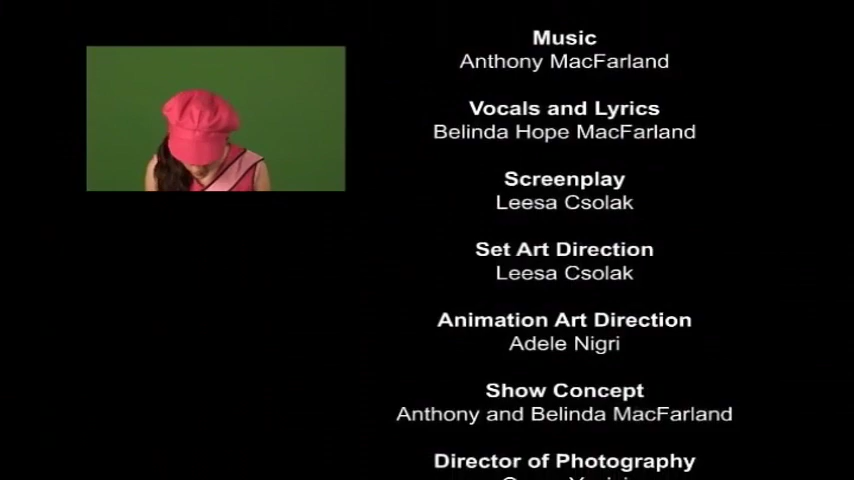 Music
Anthony MacFarland
Vocals and Lyrics
Belinda Hope MacFarland
Screenplay
Leesa Csolak
Set Art Direction
Leesa Csolak
Animation Art Direction
Adele Nigri
Show Concept
Anthony and Belinda MacFarland
Director of Photography